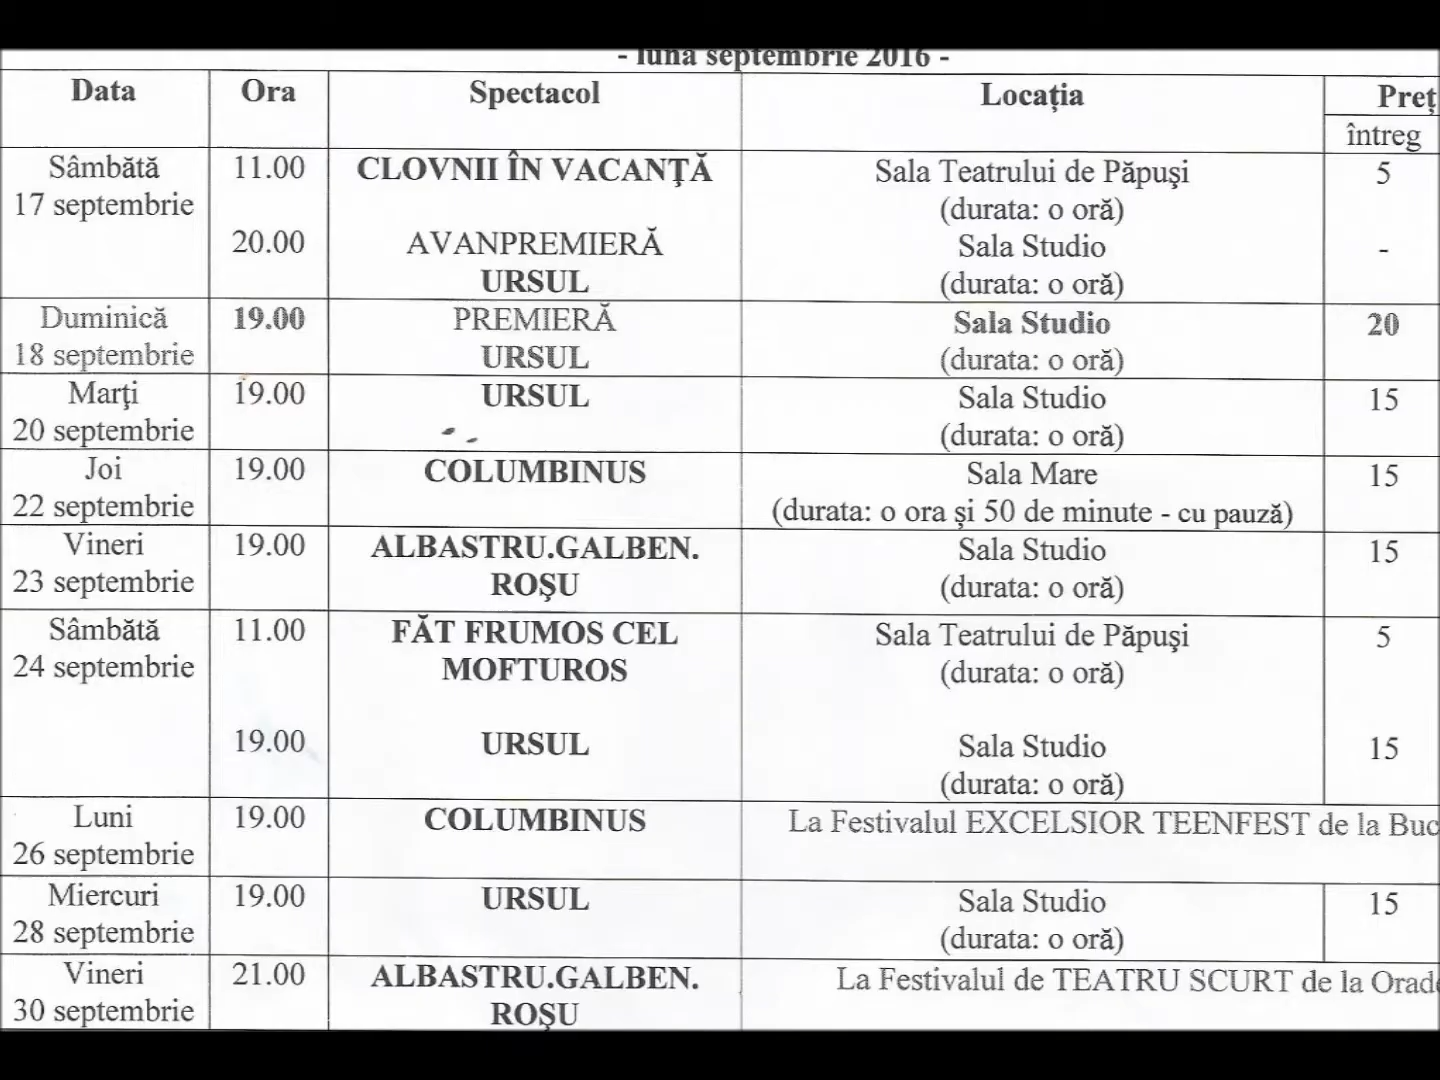 - luna septembrie 2016 -
Data Ora Spectacol Locația Preț
întreg
Sâmbătă 11.00 CLOVNII ÎN VACANŢĂ Sala Teatrului de Păpuşi 5
17 septembrie (durata: o oră)
20.00 AVANPREMIERĂ Sala Studio -
URSUL (durata: o oră)
Duminică 19.00 PREMIERĂ Sala Studio 20
18 septembrie URSUL (durata: o oră)
Marţi 19.00 URSUL Sala Studio 15
20 septembrie (durata: o oră)
Joi 19.00 COLUMBINUS Sala Mare 15
22 septembrie (durata: o ora și 50 de minute - cu pauză)
Vineri 19.00 ALBASTRU.GALBEN. Sala Studio 15
23 septembrie ROŞU (durata: o oră)
Sâmbătă 11.00 FĂT FRUMOS CEL Sala Teatrului de Păpuşi 5
24 septembrie MOFTUROS (durata: o oră)
19.00 URSUL Sala Studio 15
(durata: o oră)
Luni 19.00 COLUMBINUS La Festivalul EXCELSIOR TEENFEST de la Buc
26 septembrie
Miercuri 19.00 URSUL Sala Studio 15
28 septembrie (durata: o oră)
Vineri 21.00 ALBASTRU.GALBEN. La Festivalul de TEATRU SCURT de la Orade
30 septembrie ROŞU